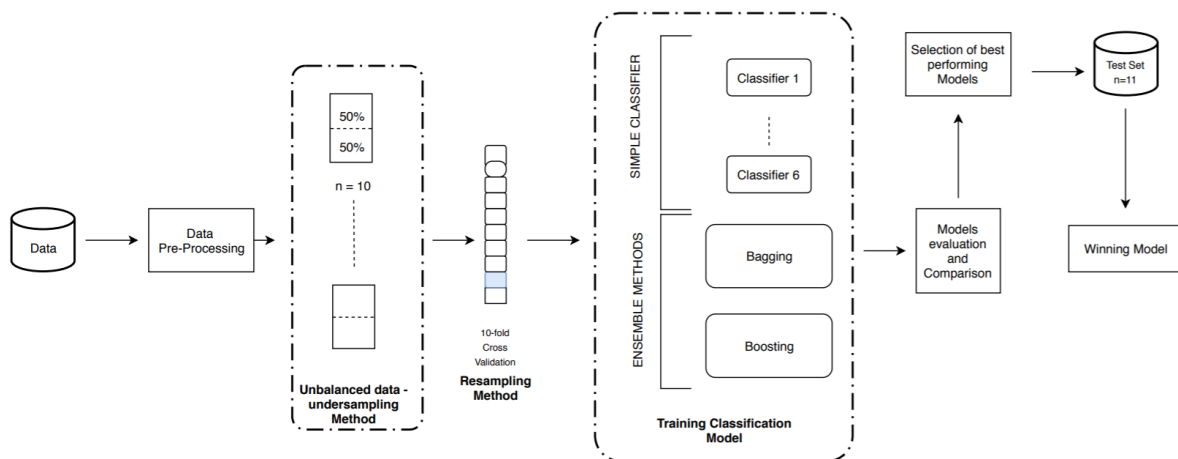 Data
Data
Pre-Processing
50%
50%
n = 10
Unbalanced data -
undersampling
Method
10-fold
Cross
Validation
Resampling
Method
SIMPLE CLASSIFIER
Classifier 1
Classifier 6
ENSEMBLE METHODS
Bagging
Boosting
Training Classification
Model
Models
evaluation
and
Comparison
Selection of best
performing
Models
Test Set
n=11
Winning Model